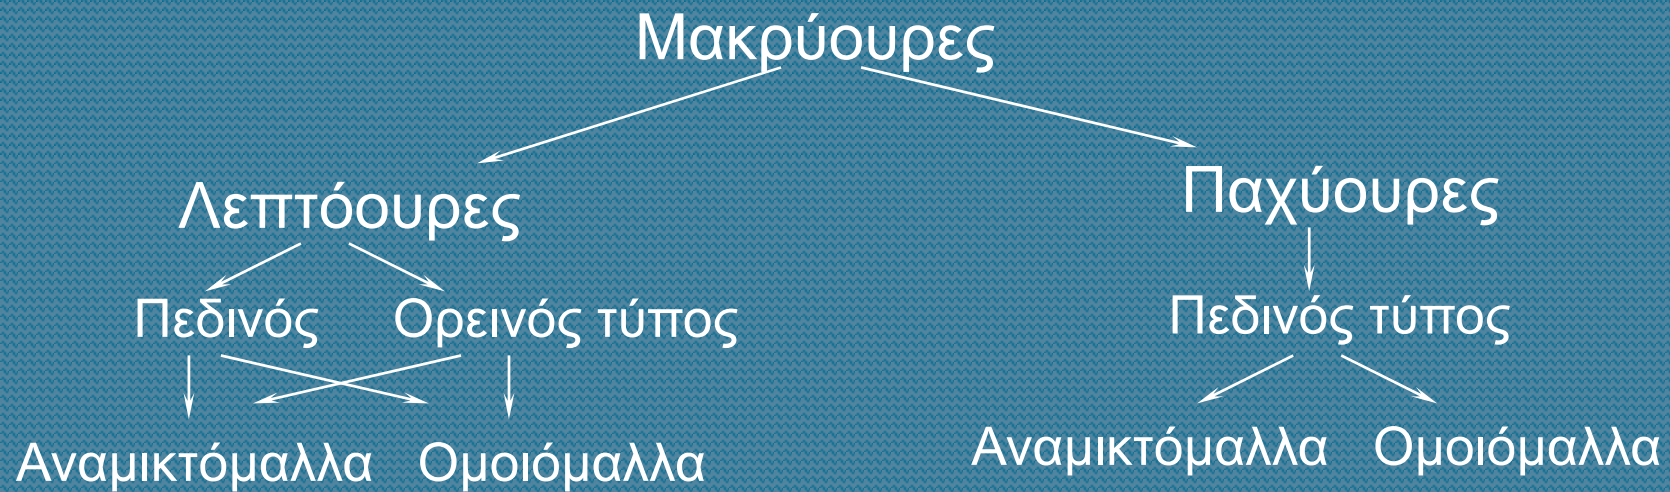 Μακρύουρες
Λεπτόουρες
Παχύουρες
Πεδινός
Ορεινός τύπος
Πεδινός τύπος
Αναμικτόμαλλα
Ομοιόμαλλα
Αναμικτόμαλλα
Ομοιόμαλλα